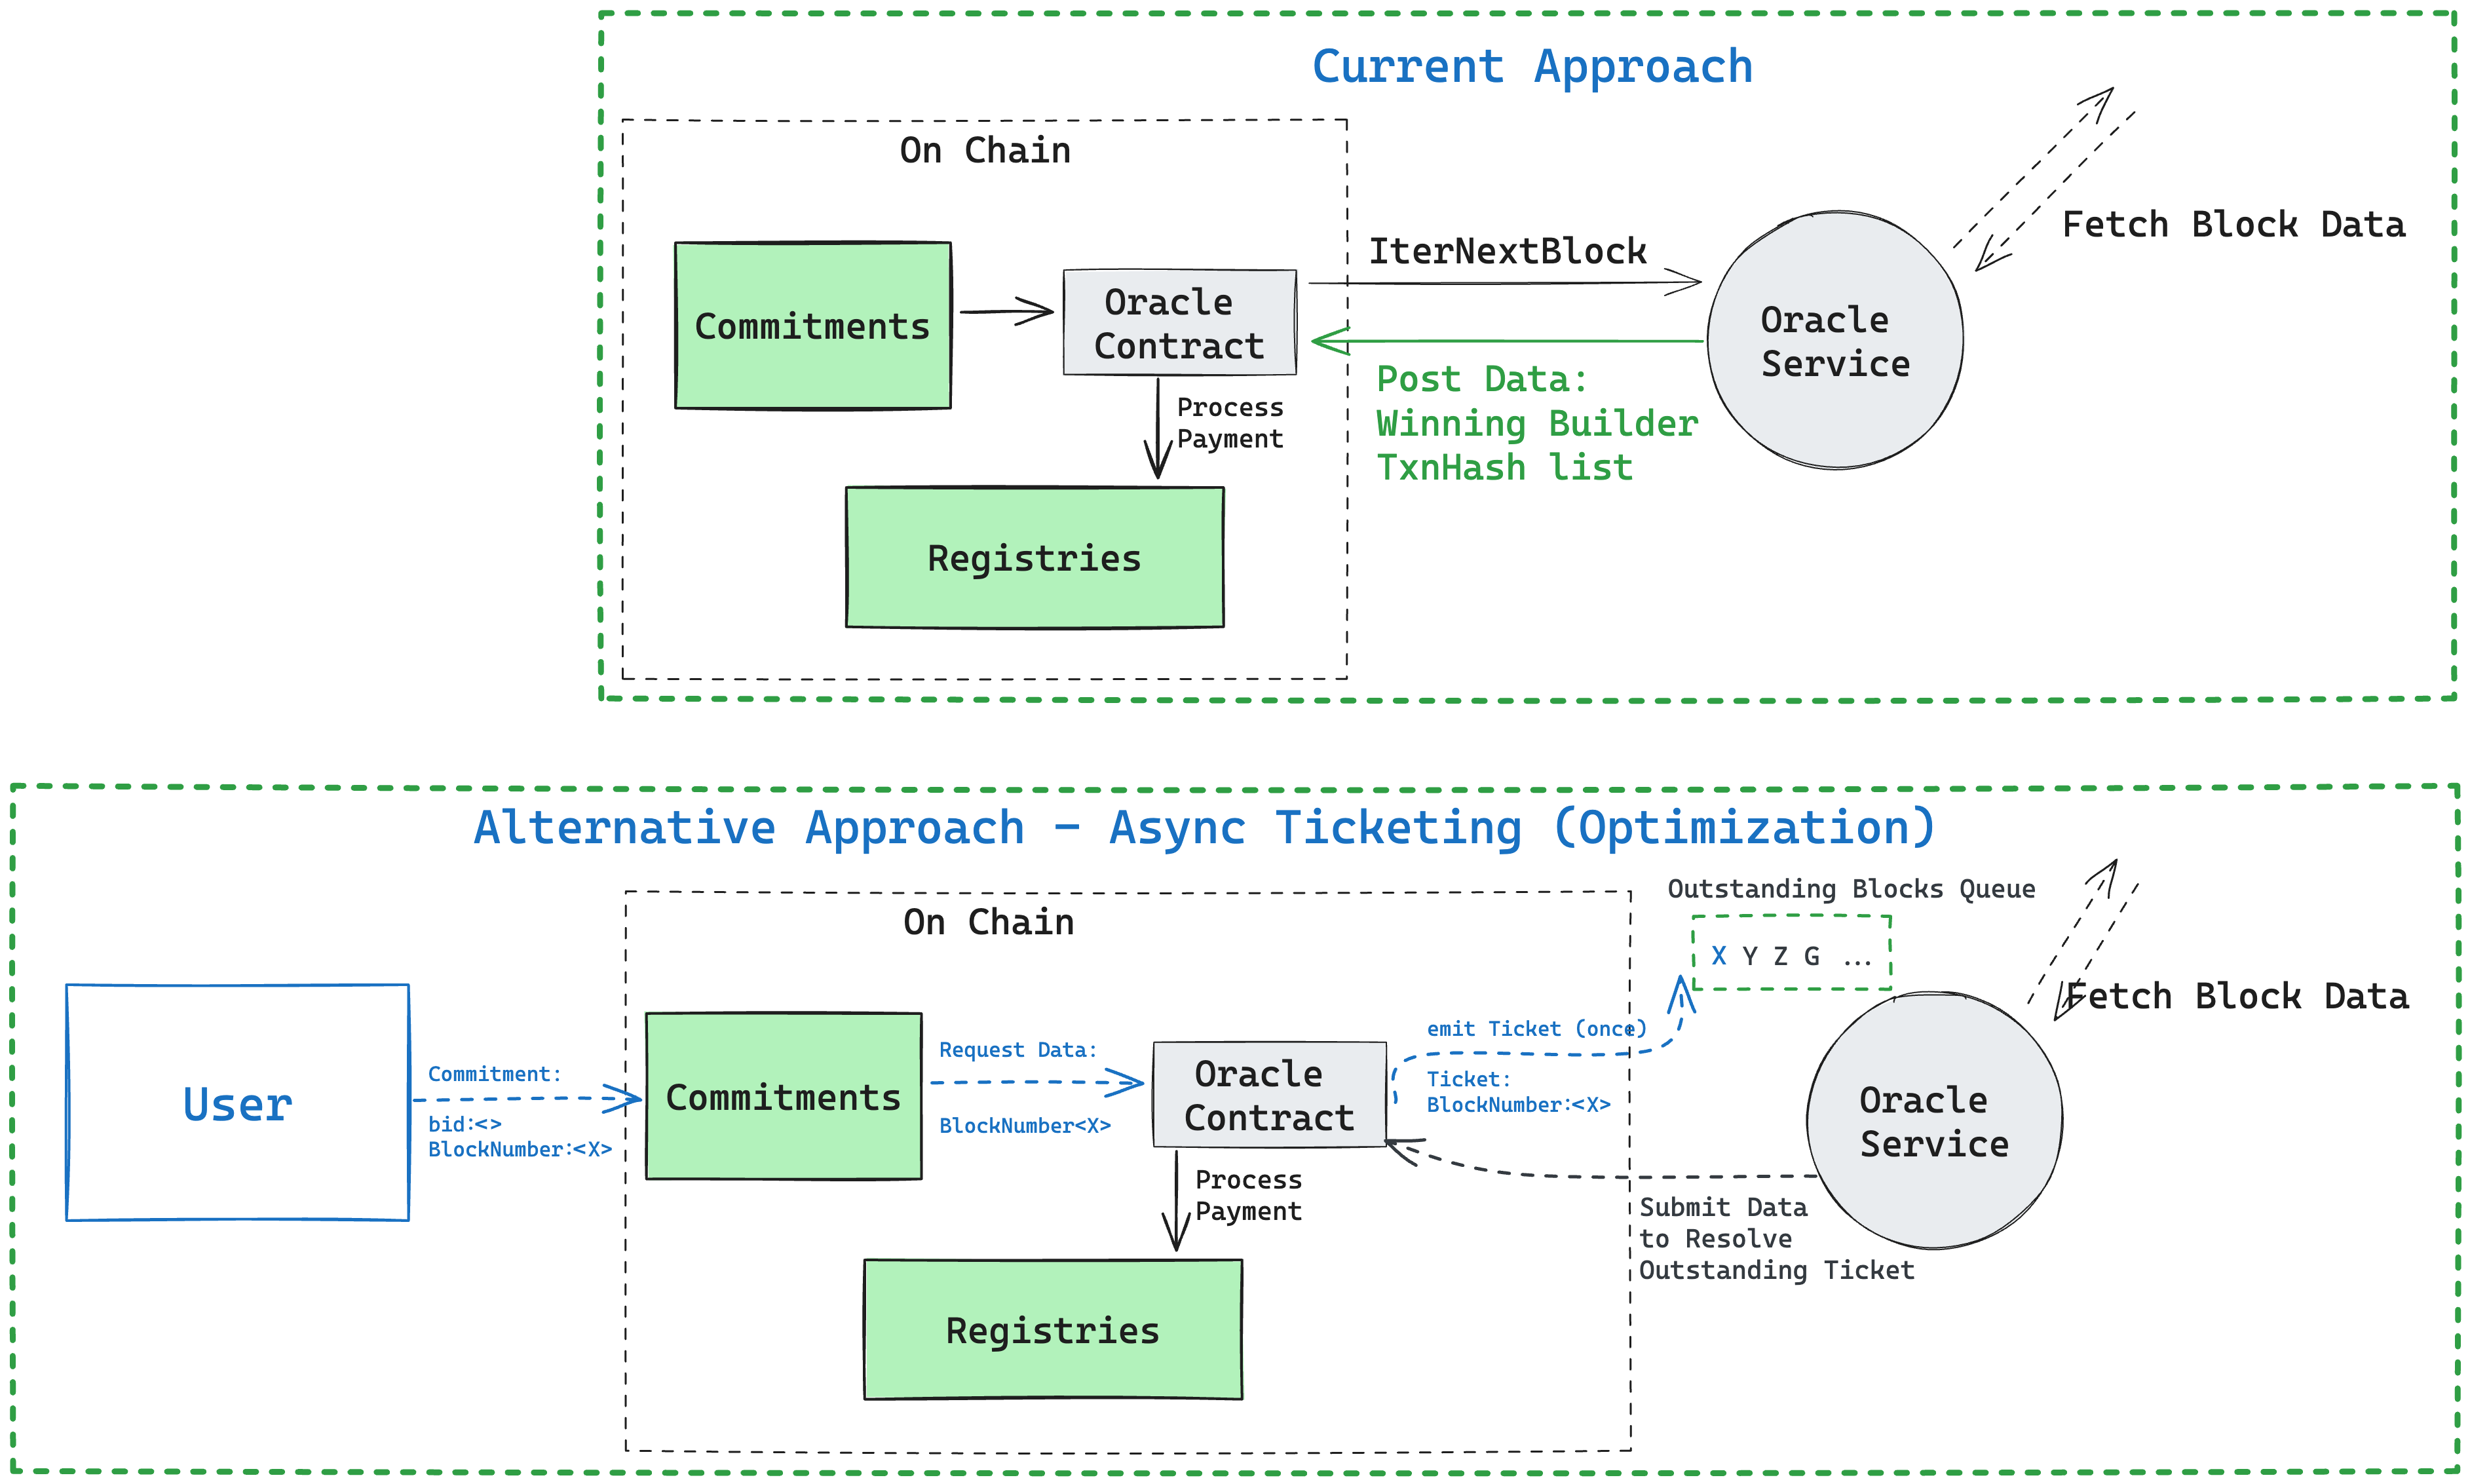 Current Approach
On Chain
Commitments
Oracle
Contract
IterNextBlock
Post Data:
Winning Builder
TxnHash list
Oracle
Service
Fetch Block Data
Process
Payment
Registries
Alternative Approach - Async Ticketing (Optimization)
On Chain
Outstanding Blocks Queue
X Y Z G ...
User
Commitment:
bid:<>
BlockNumber:<X>
Commitments
Request Data:
BlockNumber<X>
Oracle
Contract
emit Ticket (once)
Ticket:
BlockNumber:<X>
Oracle
Service
Fetch Block Data
Process
Payment
Submit Data
to Resolve
Outstanding Ticket
Registries